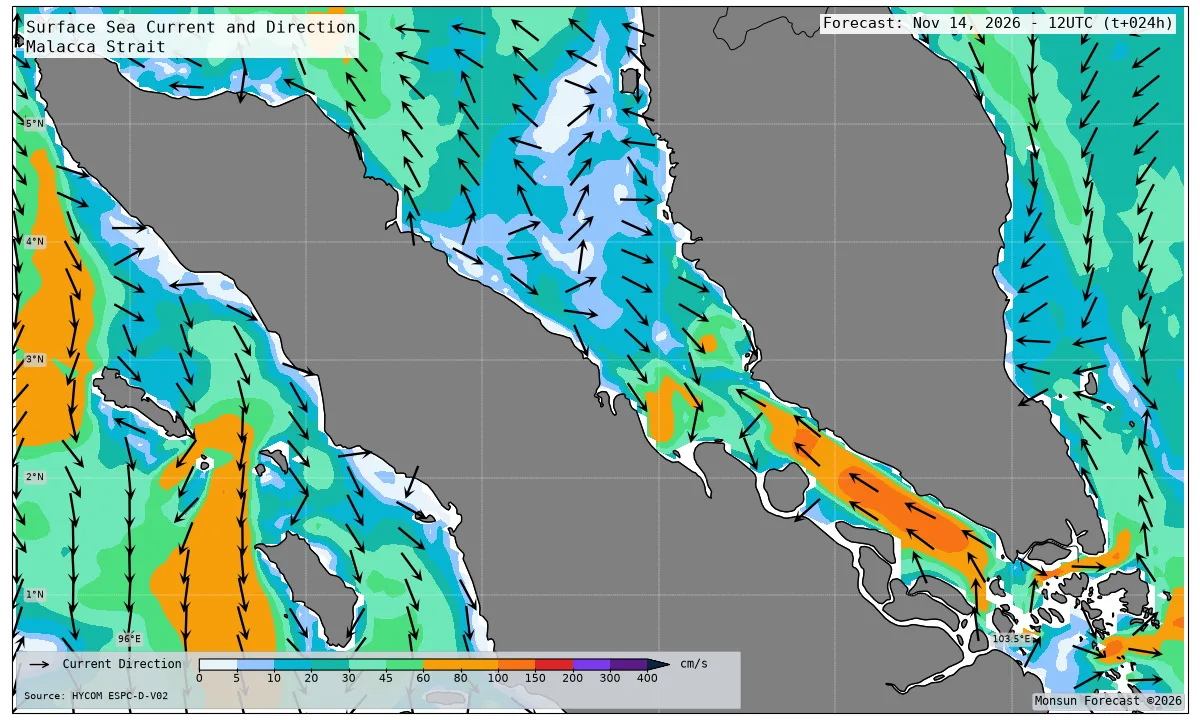 Surface Sea Current and Direction
Malacca Strait
Forecast: Nov 14, 2026 - 12UTC (t+024h)
5°N
4°N
3°N
2°N
1°N
96°E
103.5°E
Current Direction
0 5 10 20 30 45 60 80 100 150 200 300 400
cm/s
Source: HYCOM ESPC-D-V02
Monsun Forecast ©2026